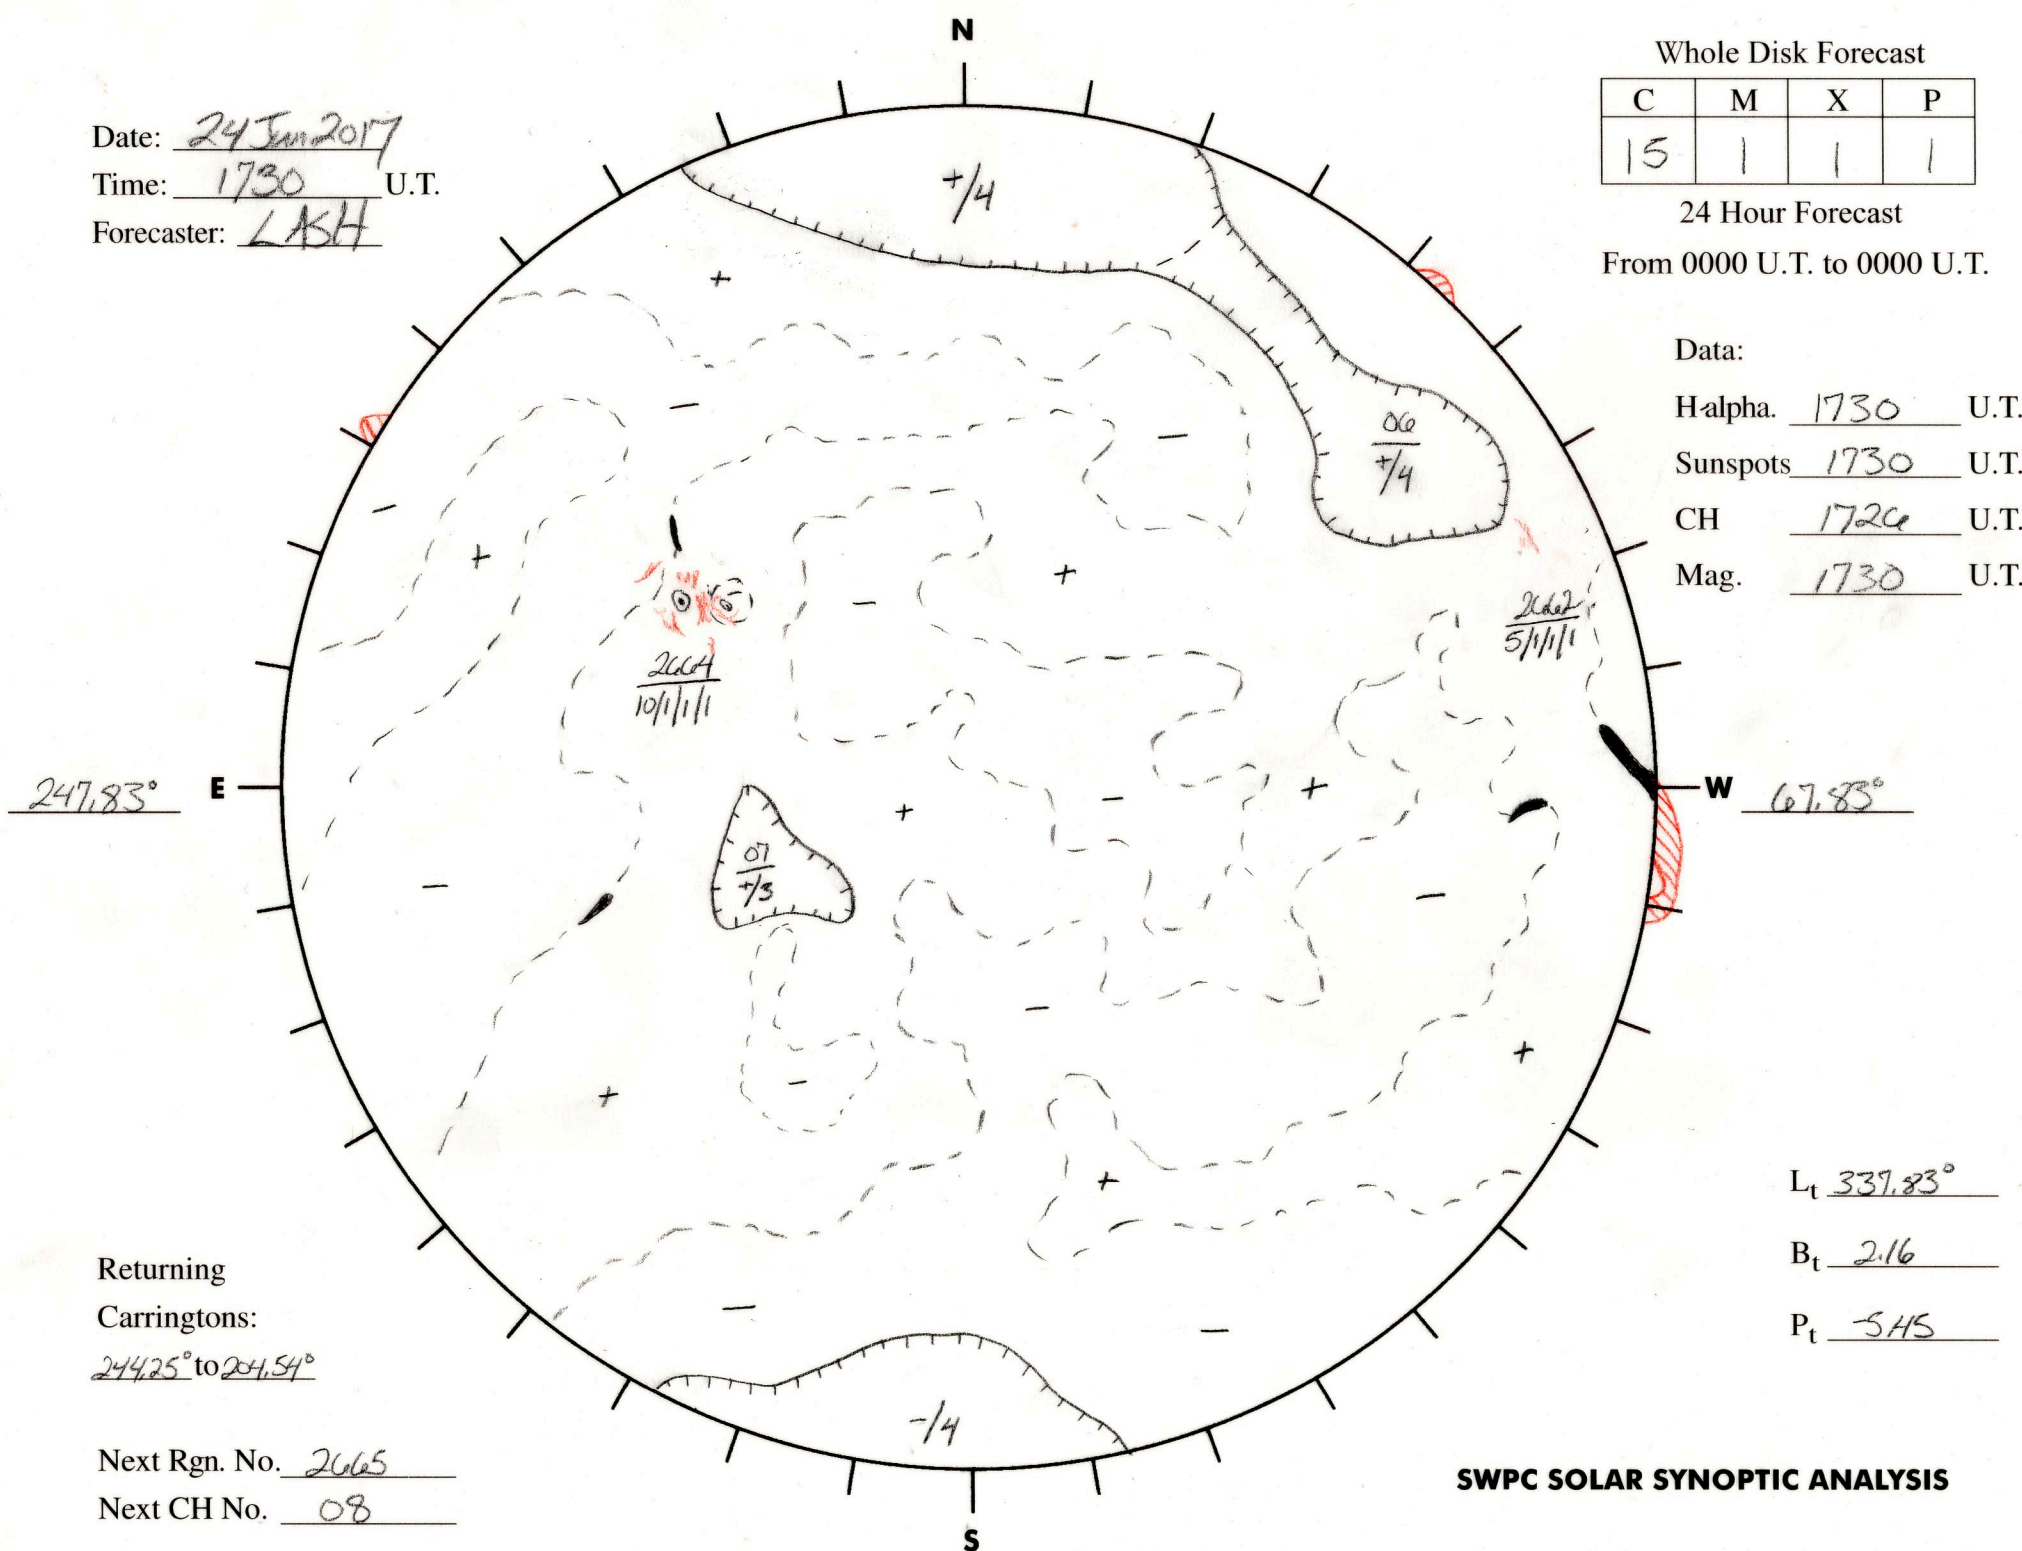 N
Date: 24 Jan 2017
Time: 1730 U.T.
Forecaster: LASH
Whole Disk Forecast
C M X P
15 1 1 1
24 Hour Forecast
From 0000 U.T. to 0000 U.T.
Data:
H-alpha. 1730 U.T.
Sunspots 1730 U.T.
CH 1726 U.T.
Mag. 1730 U.T.
+/4
+
-
-
06
+/4
-
+
+
-
2662
5/1/1/1
2664
10/1/1/1
247.83° E
W 67.83°
+
-
+
07
+/3
-
-
-
+
-
+
+
Lt 337.83°
Bt 2.16
Pt
Returning
Carringtons:
244.25° to 204.54°
-
-
-/4
Next Rgn. No. 2665
Next CH No. 08
SWPC SOLAR SYNOPTIC ANALYSIS
S